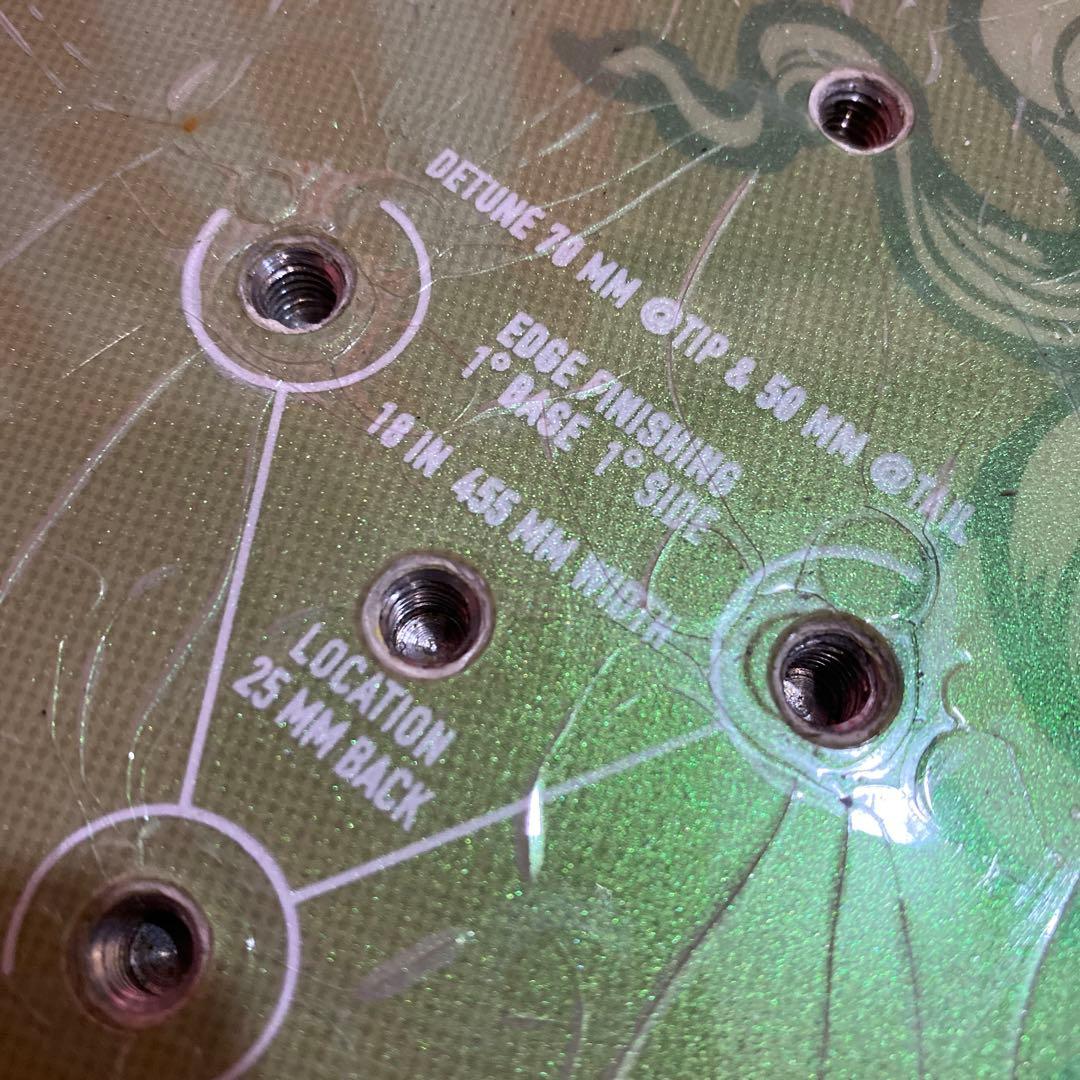 DETUNE 70 MM @TIP & 50 MM @TAIL
EDGE FINISHING
1° BASE 1° SIDE
18 IN 455 MM WIDTH
LOCATION
25 MM BACK